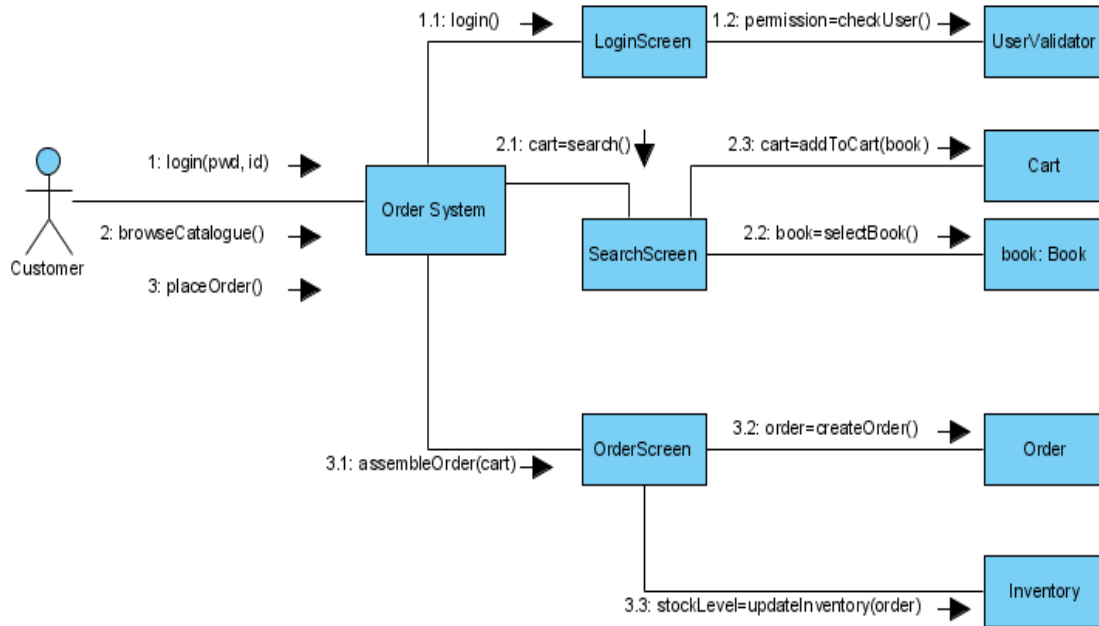 1.1: login()
1.2: permission=checkUser()
LoginScreen
UserValidator
2.1: cart=search()
2.3: cart=addToCart(book)
1: login(pwd, id)
Cart
Order System
2: browseCatalogue()
2.2: book=selectBook()
SearchScreen
book: Book
Customer
3: placeOrder()
3.2: order=createOrder()
OrderScreen
Order
3.1: assembleOrder(cart)
Inventory
3.3: stockLevel=updateInventory(order)